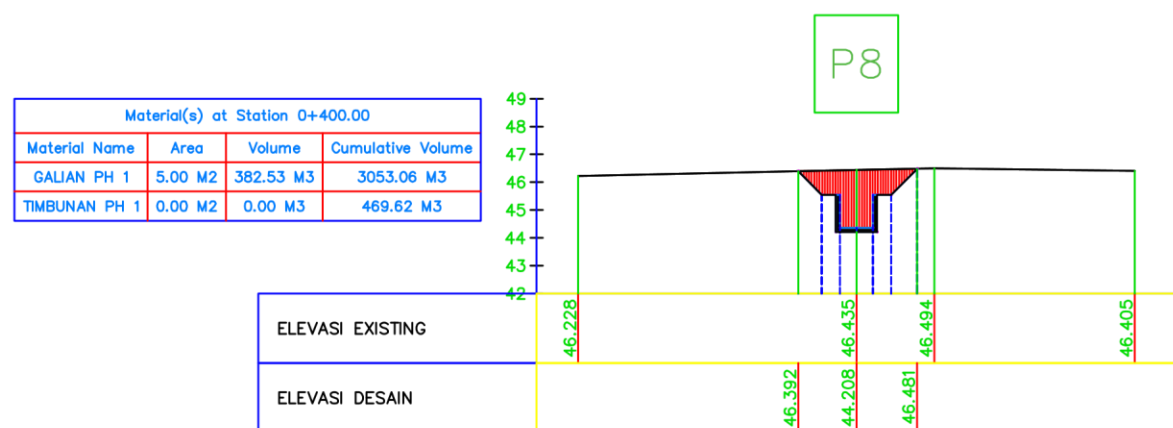 P8
Material(s) at Station 0+400.00
Material Name Area Volume Cumulative Volume
GALIAN PH 1 5.00 M2 382.53 M3 3053.06 M3
TIMBUNAN PH 1 0.00 M2 0.00 M3 469.62 M3
49
48
47
46
45
44
43
42
ELEVASI EXISTING
46.228
46.435
46.494
46.405
ELEVASI DESAIN
46.392
44.208
46.481